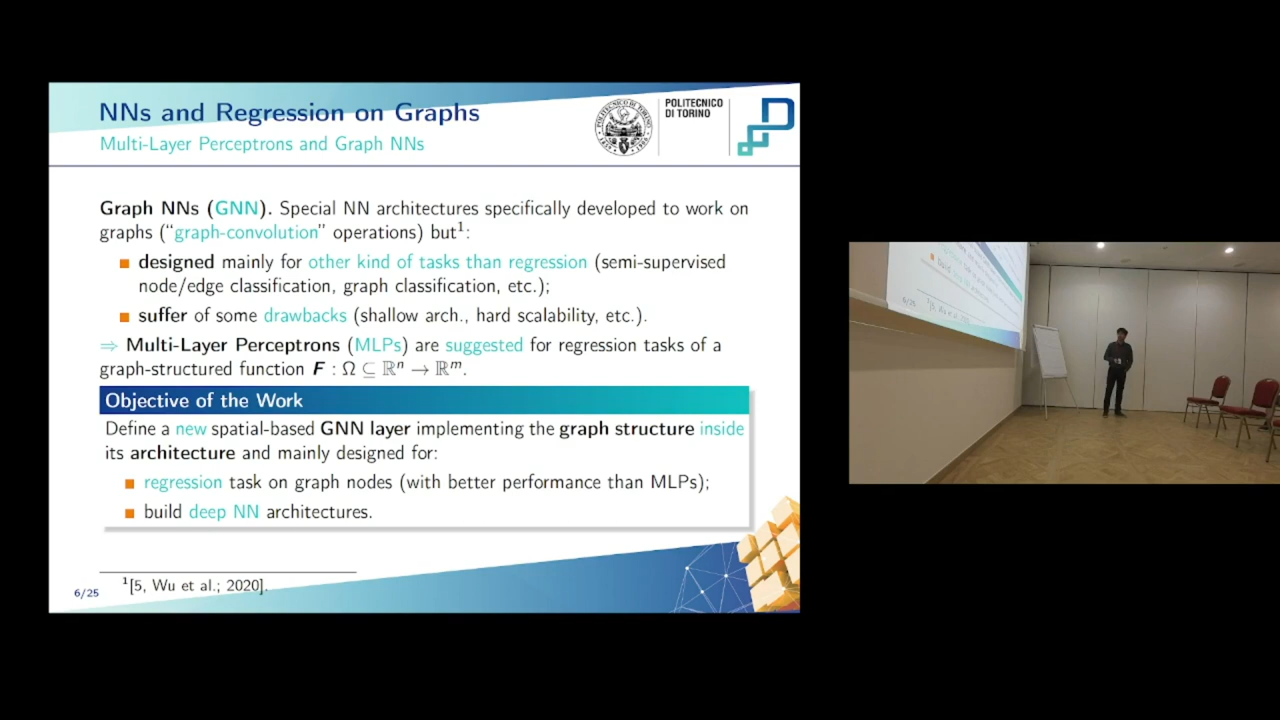 NNs and Regression on Graphs
Multi-Layer Perceptrons and Graph NNs
POLITECNICO
DI TORINO
Graph NNs (GNN). Special NN architectures specifically developed to work on
graphs (“graph-convolution” operations) but¹:
designed mainly for other kind of tasks than regression (semi-supervised
node/edge classification, graph classification, etc.);
suffer of some drawbacks (shallow arch., hard scalability, etc.).
⇒ Multi-Layer Perceptrons (MLPs) are suggested for regression tasks of a
graph-structured function F : Ω ⊆ ℝⁿ → ℝᵐ.
Objective of the Work
Define a new spatial-based GNN layer implementing the graph structure inside
its architecture and mainly designed for:
regression task on graph nodes (with better performance than MLPs);
build deep NN architectures.
¹[5, Wu et al.; 2020].
6/25
6/25